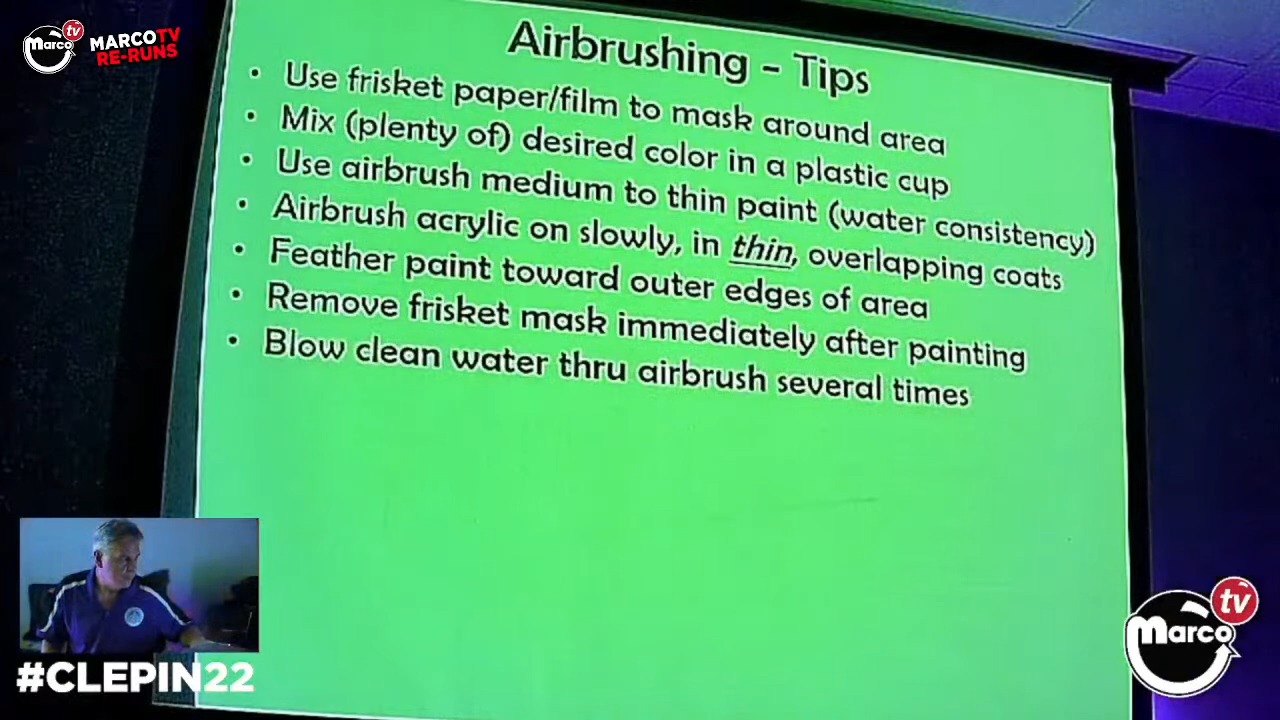 marco tv
MARCO TV
RE-RUNS
Airbrushing – Tips
• Use frisket paper/film to mask around area
• Mix (plenty of) desired color in a plastic cup
• Use airbrush medium to thin paint (water consistency)
• Airbrush acrylic on slowly, in thin, overlapping coats
• Feather paint toward outer edges of area
• Remove frisket mask immediately after painting
• Blow clean water thru airbrush several times
#CLEPIN22
marco tv